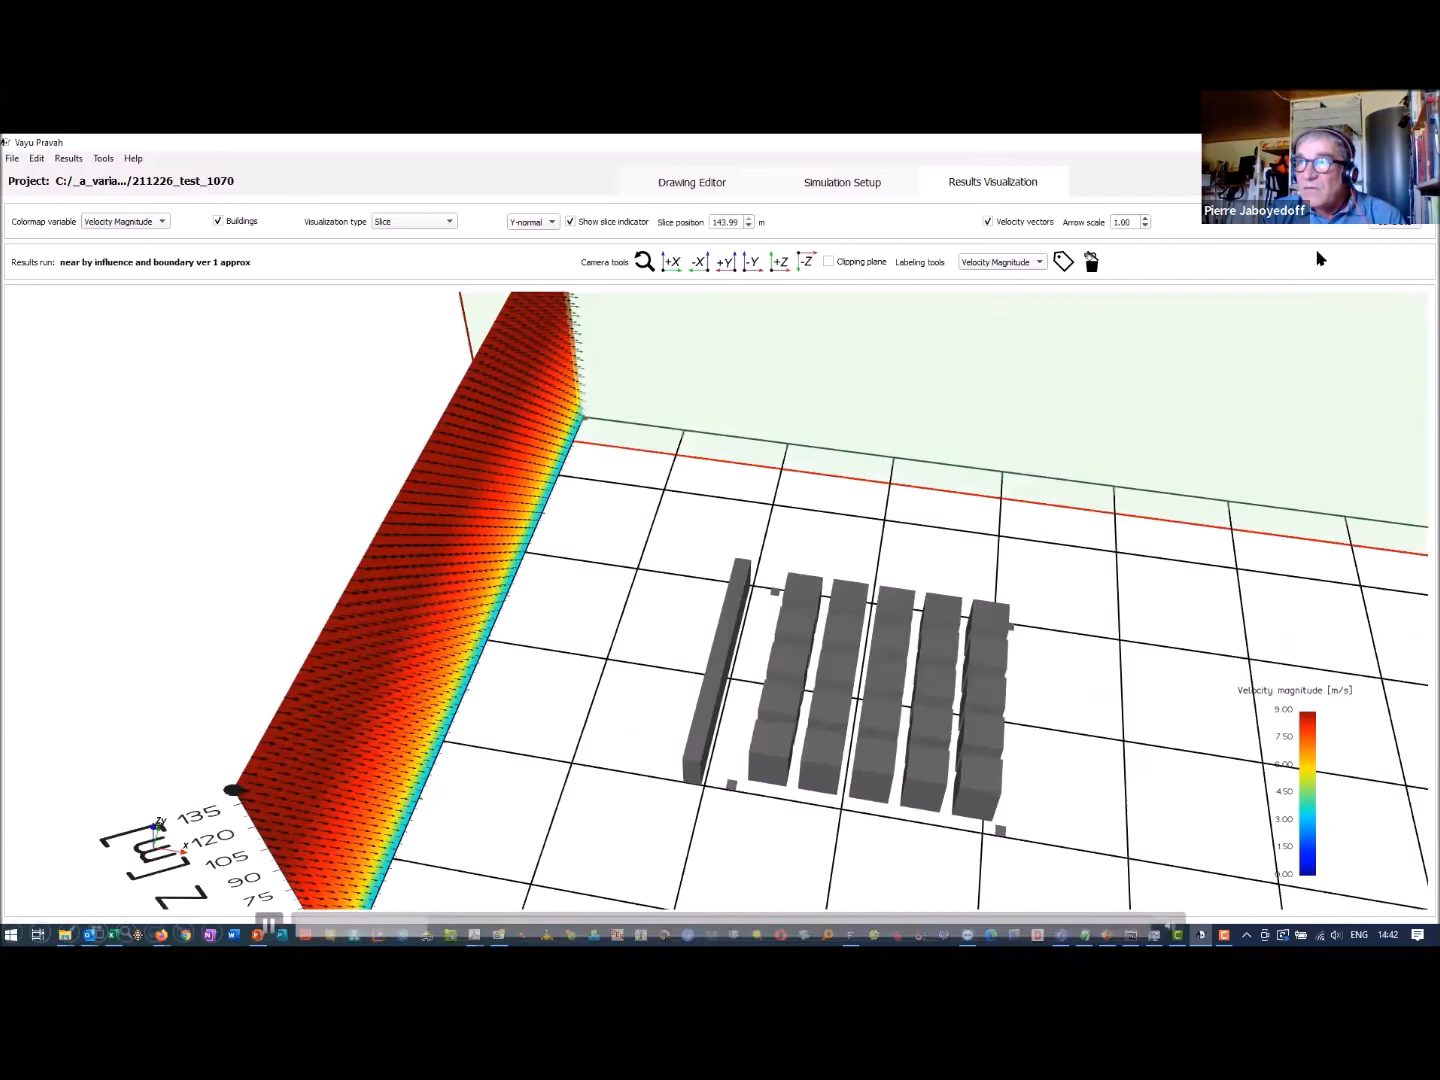 Vayu Pravah
File Edit Results Tools Help
Project: C:/_a_varia.../211226_test_1070
Drawing Editor Simulation Setup Results Visualization
Pierre Jaboyedoff
Colormap variable Velocity Magnitude Buildings Visualization type Slice Y-normal Show slice indicator Slice position 143.99 m Velocity vectors Arrow scale 1.00
Results run: near by influence and boundary ver 1 approx Camera tools +X -X +Y -Y +Z -Z Clipping plane Labeling tools Velocity Magnitude
Velocity magnitude [m/s]
9.00
7.50
6.00
4.50
3.00
1.50
0.00
135
120
105
90
75
Z [m]
x
ENG 14:42